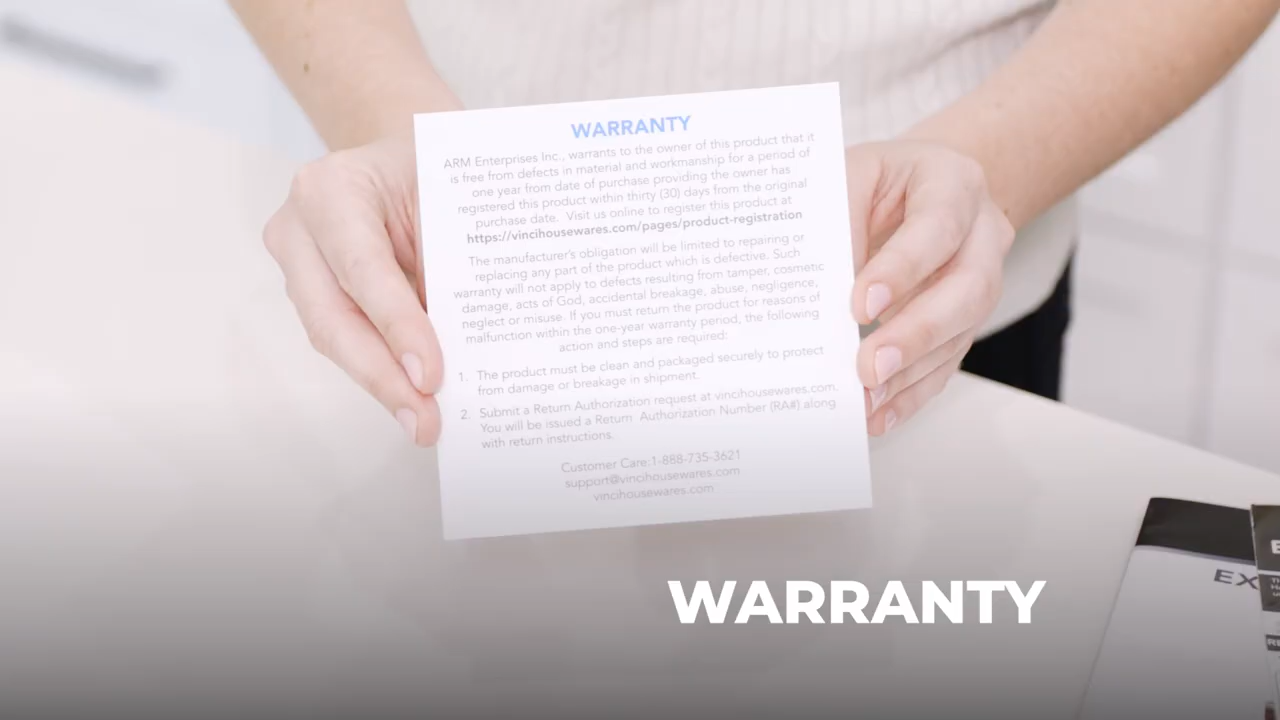 WARRANTY
ARM Enterprises Inc., warrants to the owner of this product that it
is free from defects in material and workmanship for a period of
one year from date of purchase providing the owner has
registered this product within thirty (30) days from the original
purchase date. Visit us online to register this product at
https://vincihousewares.com/pages/product-registration
The manufacturer's obligation will be limited to repairing or
replacing any part of the product which is defective. Such
warranty will not apply to defects resulting from tamper, cosmetic
damage, acts of God, accidental breakage, abuse, negligence,
neglect or misuse. If you must return the product for reasons of
malfunction within the one-year warranty period, the following
action and steps are required:
1. The product must be clean and packaged securely to protect
from damage or breakage in shipment.
2. Submit a Return Authorization request at vincihousewares.com.
You will be issued a Return Authorization Number (RA#) along
with return instructions.
Customer Care:1-888-735-3621
support@vincihousewares.com
vincihousewares.com
WARRANTY
EX